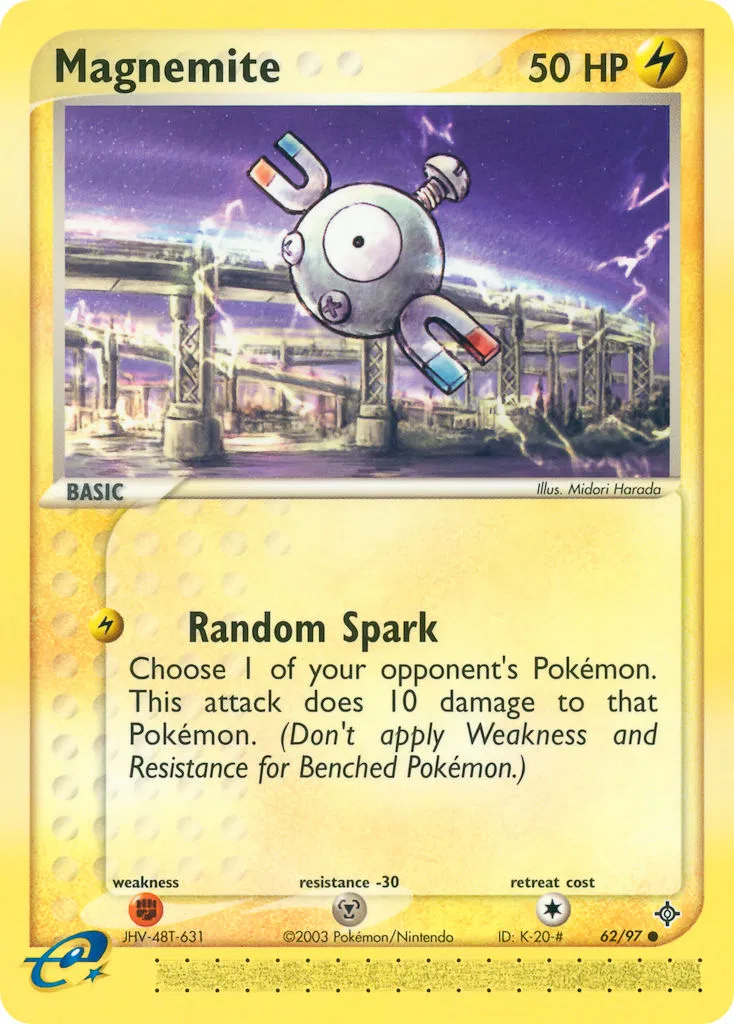 Magnemite
50 HP
BASIC
Illus. Midori Harada
Random Spark
Choose 1 of your opponent's Pokémon.
This attack does 10 damage to that
Pokémon. (Don't apply Weakness and
Resistance for Benched Pokémon.)
weakness
resistance -30
retreat cost
JHV-48T-631
©2003 Pokémon/Nintendo
ID: K-20-#
62/97
e